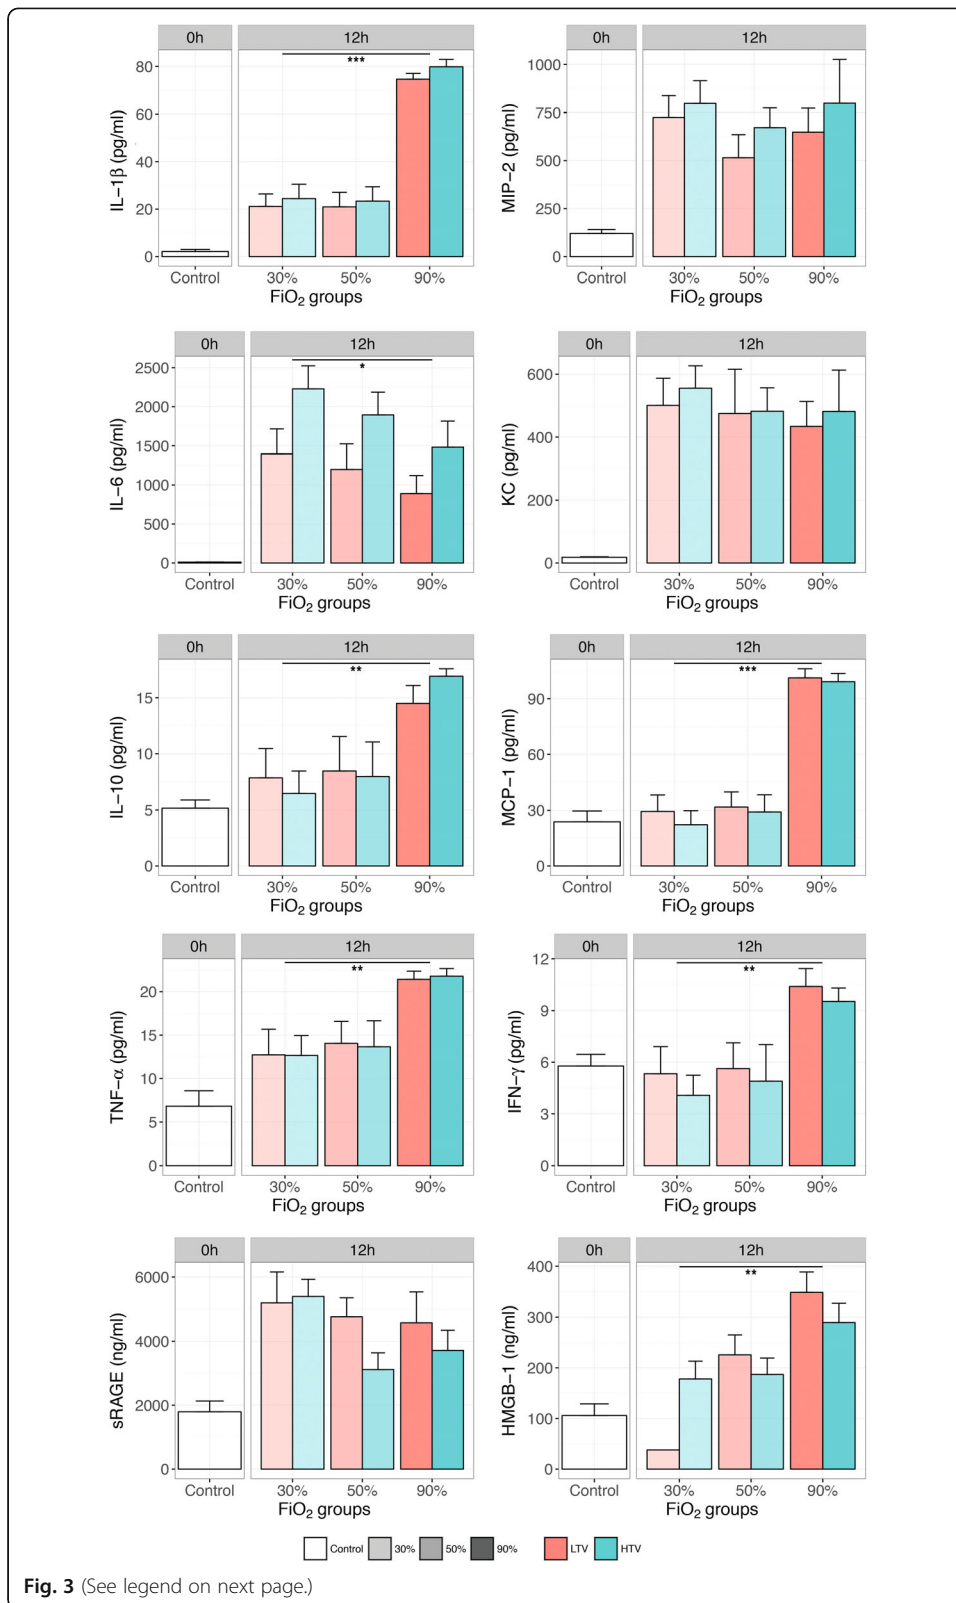 0h 12h
***
IL−1β (pg/ml)
80
60
40
20
0
Control 30% 50% 90%
FiO2 groups
0h 12h
MIP−2 (pg/ml)
1000
750
500
250
0
Control 30% 50% 90%
FiO2 groups
0h 12h
*
IL−6 (pg/ml)
2500
2000
1500
1000
500
0
Control 30% 50% 90%
FiO2 groups
0h 12h
KC (pg/ml)
600
400
200
0
Control 30% 50% 90%
FiO2 groups
0h 12h
**
IL−10 (pg/ml)
15
10
5
0
Control 30% 50% 90%
FiO2 groups
0h 12h
***
MCP−1 (pg/ml)
90
60
30
0
Control 30% 50% 90%
FiO2 groups
0h 12h
**
TNF−α (pg/ml)
20
15
10
5
0
Control 30% 50% 90%
FiO2 groups
0h 12h
**
IFN−γ (pg/ml)
12
9
6
3
0
Control 30% 50% 90%
FiO2 groups
0h 12h
sRAGE (ng/ml)
6000
4000
2000
0
Control 30% 50% 90%
FiO2 groups
0h 12h
**
HMGB−1 (ng/ml)
400
300
200
100
0
Control 30% 50% 90%
FiO2 groups
Control 30% 50% 90% LTV HTV
Fig. 3 (See legend on next page.)